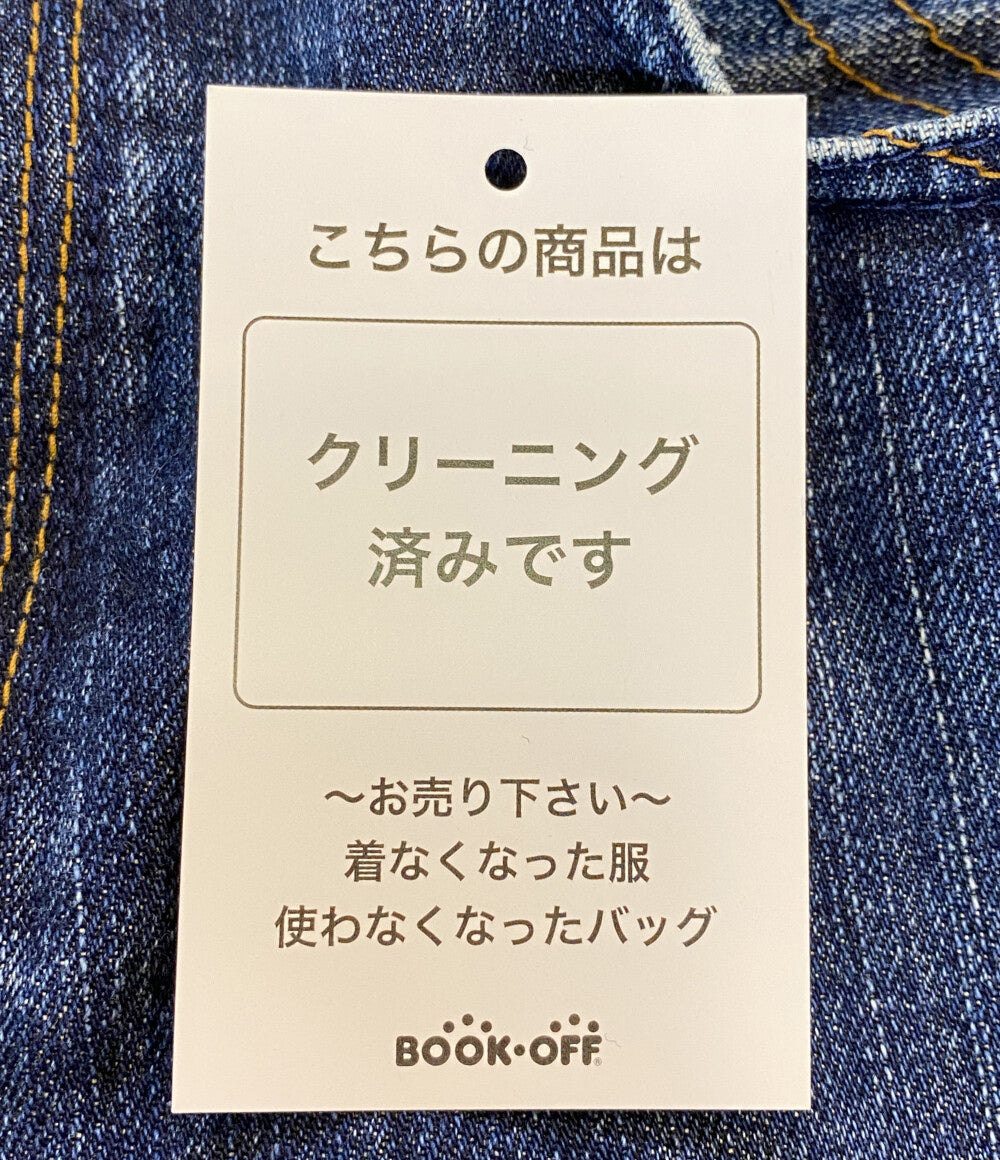 こちらの商品は
クリーニング
済みです
〜お売り下さい〜
着なくなった服
使わなくなったバッグ
BOOK・OFF®